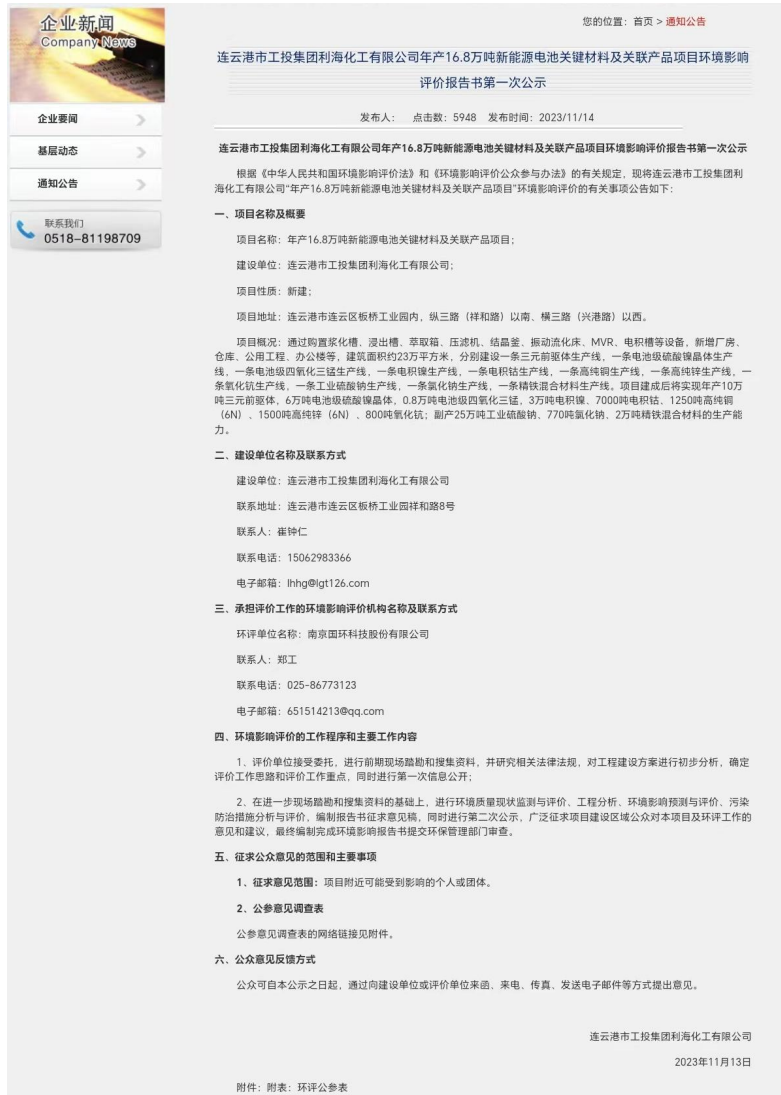 企业新闻
Company News
企业要闻
基层动态
通知公告
联系我们
0518-81198709
您的位置：首页 > 通知公告
连云港市工投集团利海化工有限公司年产16.8万吨新能源电池关键材料及关联产品项目环境影响
评价报告书第一次公示
发布人： 点击数：5948 发布时间：2023/11/14
连云港市工投集团利海化工有限公司年产16.8万吨新能源电池关键材料及关联产品项目环境影响评价报告书第一次公示
根据《中华人民共和国环境影响评价法》和《环境影响评价公众参与办法》的有关规定，现将连云港市工投集团利
海化工有限公司“年产16.8万吨新能源电池关键材料及关联产品项目”环境影响评价的有关事项公告如下：
一、项目名称及概要
项目名称：年产16.8万吨新能源电池关键材料及关联产品项目；
建设单位：连云港市工投集团利海化工有限公司；
项目性质：新建；
项目地址：连云港市连云区板桥工业园内，纵三路（祥和路）以南、横三路（兴港路）以西。
项目概况：通过购置浆化槽、浸出槽、萃取箱、压滤机、结晶釜、振动流化床、MVR、电积槽等设备，新增厂房、
仓库、公用工程、办公楼等，建筑面积约23万平方米，分别建设一条三元前驱体生产线，一条电池级硫酸镍晶体生产
线，一条电池级四氧化三锰生产线，一条电积镍生产线，一条电积钴生产线，一条高纯铜生产线，一条高纯锌生产线，一
条氧化钪生产线，一条工业硫酸钠生产线，一条氯化钠生产线，一条精铁混合材料生产线。项目建成后将实现年产10万
吨三元前驱体，6万吨电池级硫酸镍晶体，0.8万吨电池级四氧化三锰，3万吨电积镍、7000吨电积钴，1250吨高纯铜
（6N）、1500吨高纯锌（6N）、800吨氧化钪；副产25万吨工业硫酸钠、770吨氯化钠、2万吨精铁混合材料的生产能
力。
二、建设单位名称及联系方式
建设单位：连云港市工投集团利海化工有限公司
联系地址：连云港市连云区板桥工业园祥和路8号
联系人：崔钟仁
联系电话：15062983366
电子邮箱：lhhg@lgt126.com
三、承担评价工作的环境影响评价机构名称及联系方式
环评单位名称：南京国环科技股份有限公司
联系人：郑工
联系电话：025-86773123
电子邮箱：651514213@qq.com
四、环境影响评价的工作程序和主要工作内容
1、评价单位接受委托，进行前期现场踏勘和搜集资料，并研究相关法律法规，对工程建设方案进行初步分析，确定
评价工作思路和评价工作重点，同时进行第一次信息公开；
2、在进一步现场踏勘和搜集资料的基础上，进行环境质量现状监测与评价、工程分析、环境影响预测与评价、污染
防治措施分析与评价，编制报告书征求意见稿，同时进行第二次公示，广泛征求项目建设区域公众对本项目及环评工作的
意见和建议，最终编制完成环境影响报告书提交环保管理部门审查。
五、征求公众意见的范围和主要事项
1、征求意见范围：项目附近可能受到影响的个人或团体。
2、公参意见调查表
公参意见调查表的网络链接见附件。
六、公众意见反馈方式
公众可自本公示之日起，通过向建设单位或评价单位来函、来电、传真、发送电子邮件等方式提出意见。
连云港市工投集团利海化工有限公司
2023年11月13日
附件：附表：环评公参表